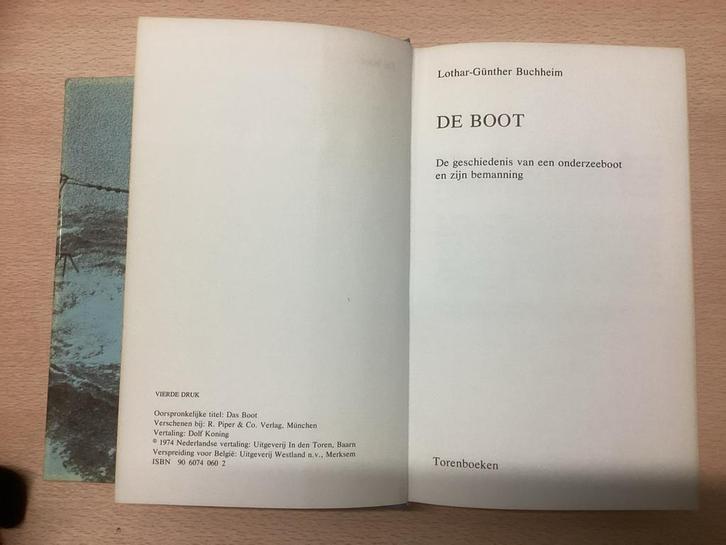 VIERDE DRUK
Oorspronkelijke titel: Das Boot
Verschenen bij: R. Piper & Co. Verlag, München
Vertaling: Dolf Koning
© 1974 Nederlandse vertaling: Uitgeverij In den Toren, Baarn
Verspreiding voor België: Uitgeverij Westland n.v., Merksem
ISBN 90 6074 060 2
Lothar-Günther Buchheim
DE BOOT
De geschiedenis van een onderzeeboot
en zijn bemanning
Torenboeken